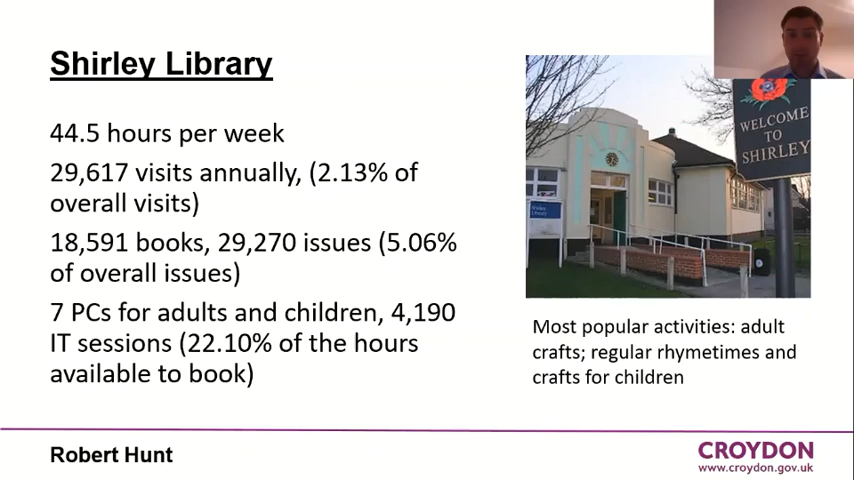 Shirley Library
44.5 hours per week
29,617 visits annually, (2.13% of
overall visits)
18,591 books, 29,270 issues (5.06%
of overall issues)
7 PCs for adults and children, 4,190
IT sessions (22.10% of the hours
available to book)
WELCOME
TO
SHIRLEY
Most popular activities: adult
crafts; regular rhymetimes and
crafts for children
Robert Hunt
CROYDON
www.croydon.gov.uk